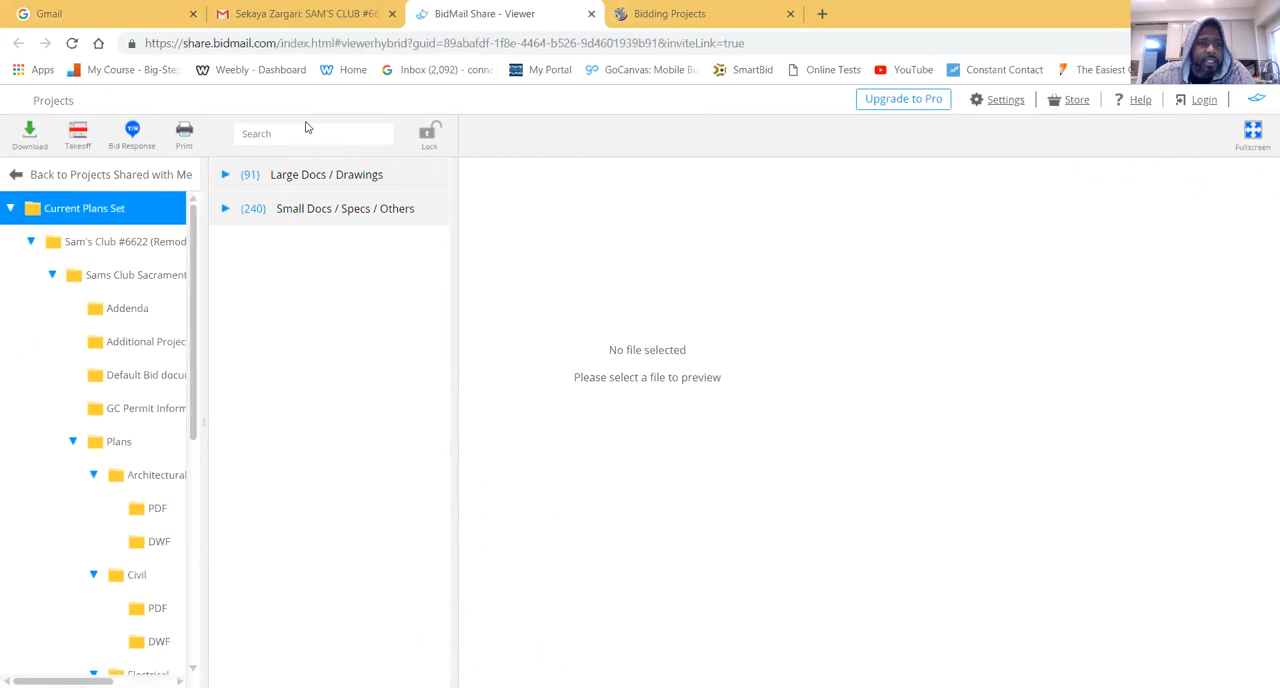 Gmail
Sekaya Zargari: SAM'S CLUB #66
BidMail Share - Viewer
Bidding Projects
https://share.bidmail.com/index.html#viewerhybrid?guid=89abafdf-1f8e-4464-b526-9d4601939b91&inviteLink=true
Apps
My Course - Big-Step
Weebly - Dashboard
Home
Inbox (2,092) - conne
My Portal
GoCanvas: Mobile Bu
SmartBid
Online Tests
YouTube
Constant Contact
The Easiest
Projects
Upgrade to Pro
Settings
Store
Help
Login
Download
Takeoff
Y/N
Bid Response
Print
Search
Lock
Fullscreen
Back to Projects Shared with Me
(91) Large Docs / Drawings
Current Plans Set
(240) Small Docs / Specs / Others
Sam's Club #6622 (Remod
Sams Club Sacrament
Addenda
Additional Projec
No file selected
Default Bid docu
Please select a file to preview
GC Permit Inform
Plans
Architectural
PDF
DWF
Civil
PDF
DWF
Electrical